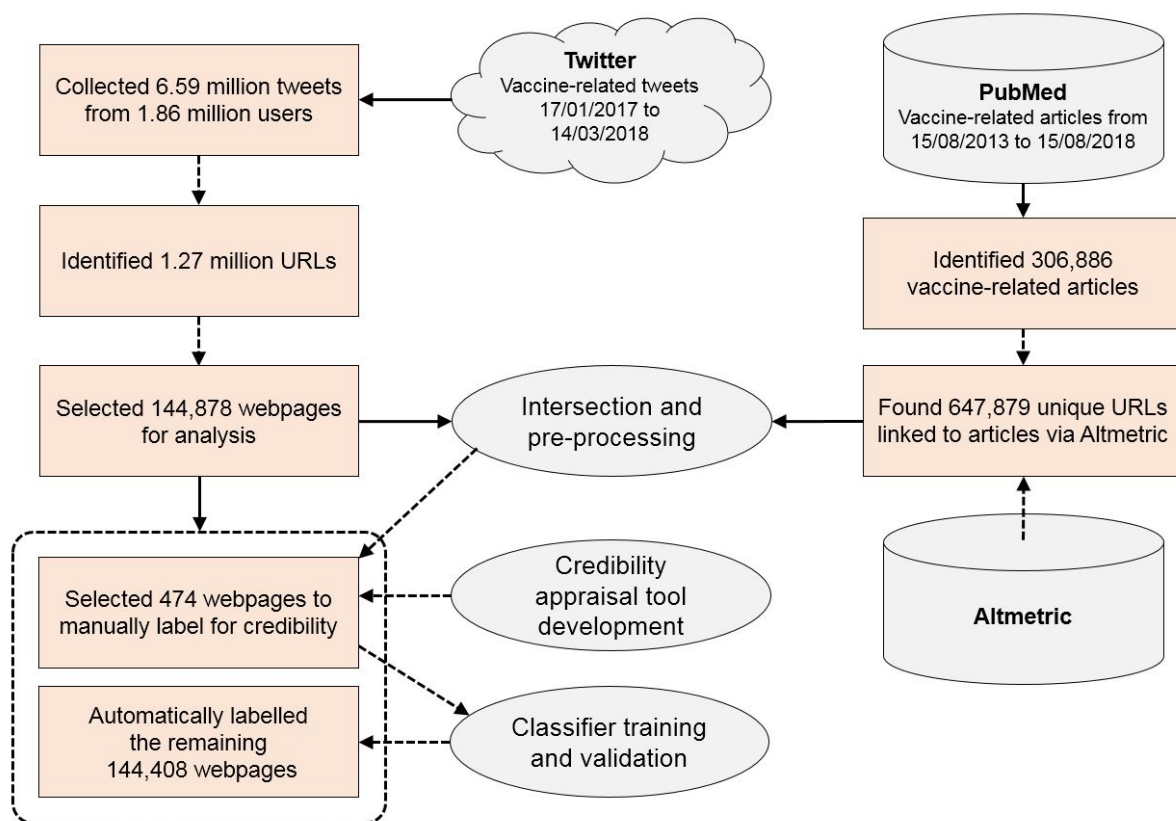 Collected 6.59 million tweets
from 1.86 million users
Twitter
Vaccine-related tweets
17/01/2017 to
14/03/2018
PubMed
Vaccine-related articles from
15/08/2013 to 15/08/2018
Identified 1.27 million URLs
Identified 306,886
vaccine-related articles
Selected 144,878 webpages
for analysis
Intersection and
pre-processing
Found 647,879 unique URLs
linked to articles via Altmetric
Selected 474 webpages to
manually label for credibility
Credibility
appraisal tool
development
Altmetric
Automatically labelled
the remaining
144,408 webpages
Classifier training
and validation